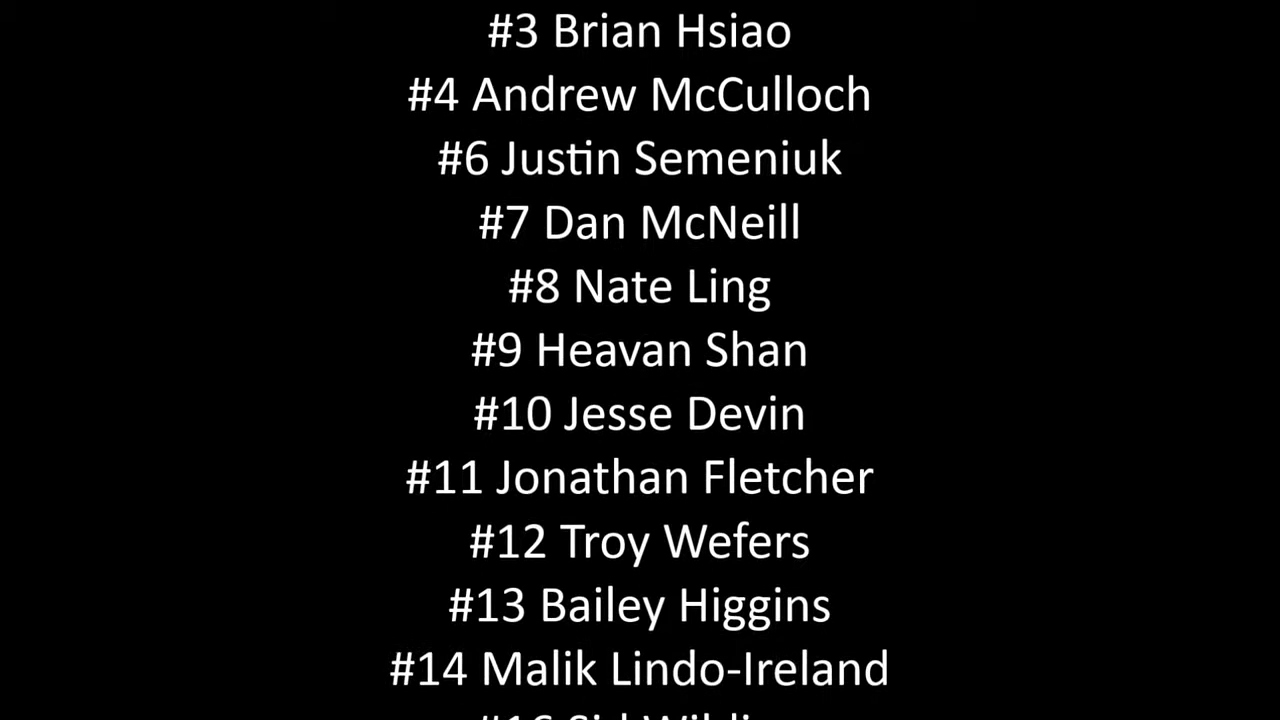 #3 Brian Hsiao
#4 Andrew McCulloch
#6 Justin Semeniuk
#7 Dan McNeill
#8 Nate Ling
#9 Heavan Shan
#10 Jesse Devin
#11 Jonathan Fletcher
#12 Troy Wefers
#13 Bailey Higgins
#14 Malik Lindo-Ireland
#16